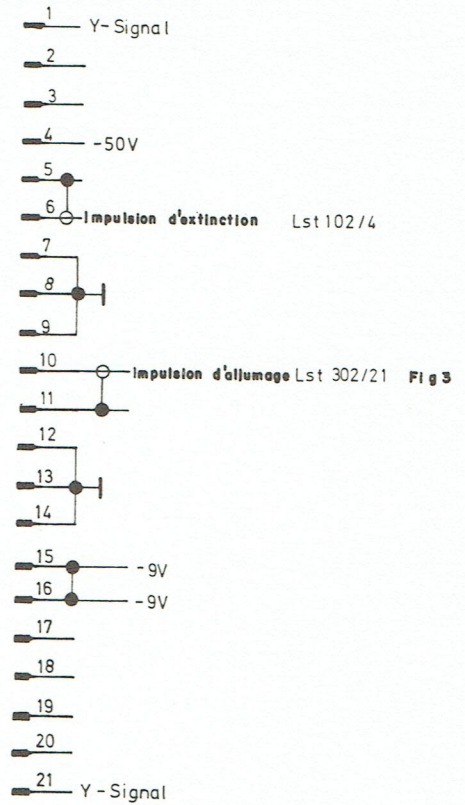 1 Y-Signal
2
3
4 -50V
5
6 Impulsion d'extinction Lst 102/4
7
8
9
10 Impulsion d'allumage Lst 302/21 Fig 3
11
12
13
14
15 -9V
16 -9V
17
18
19
20
21 Y-Signal